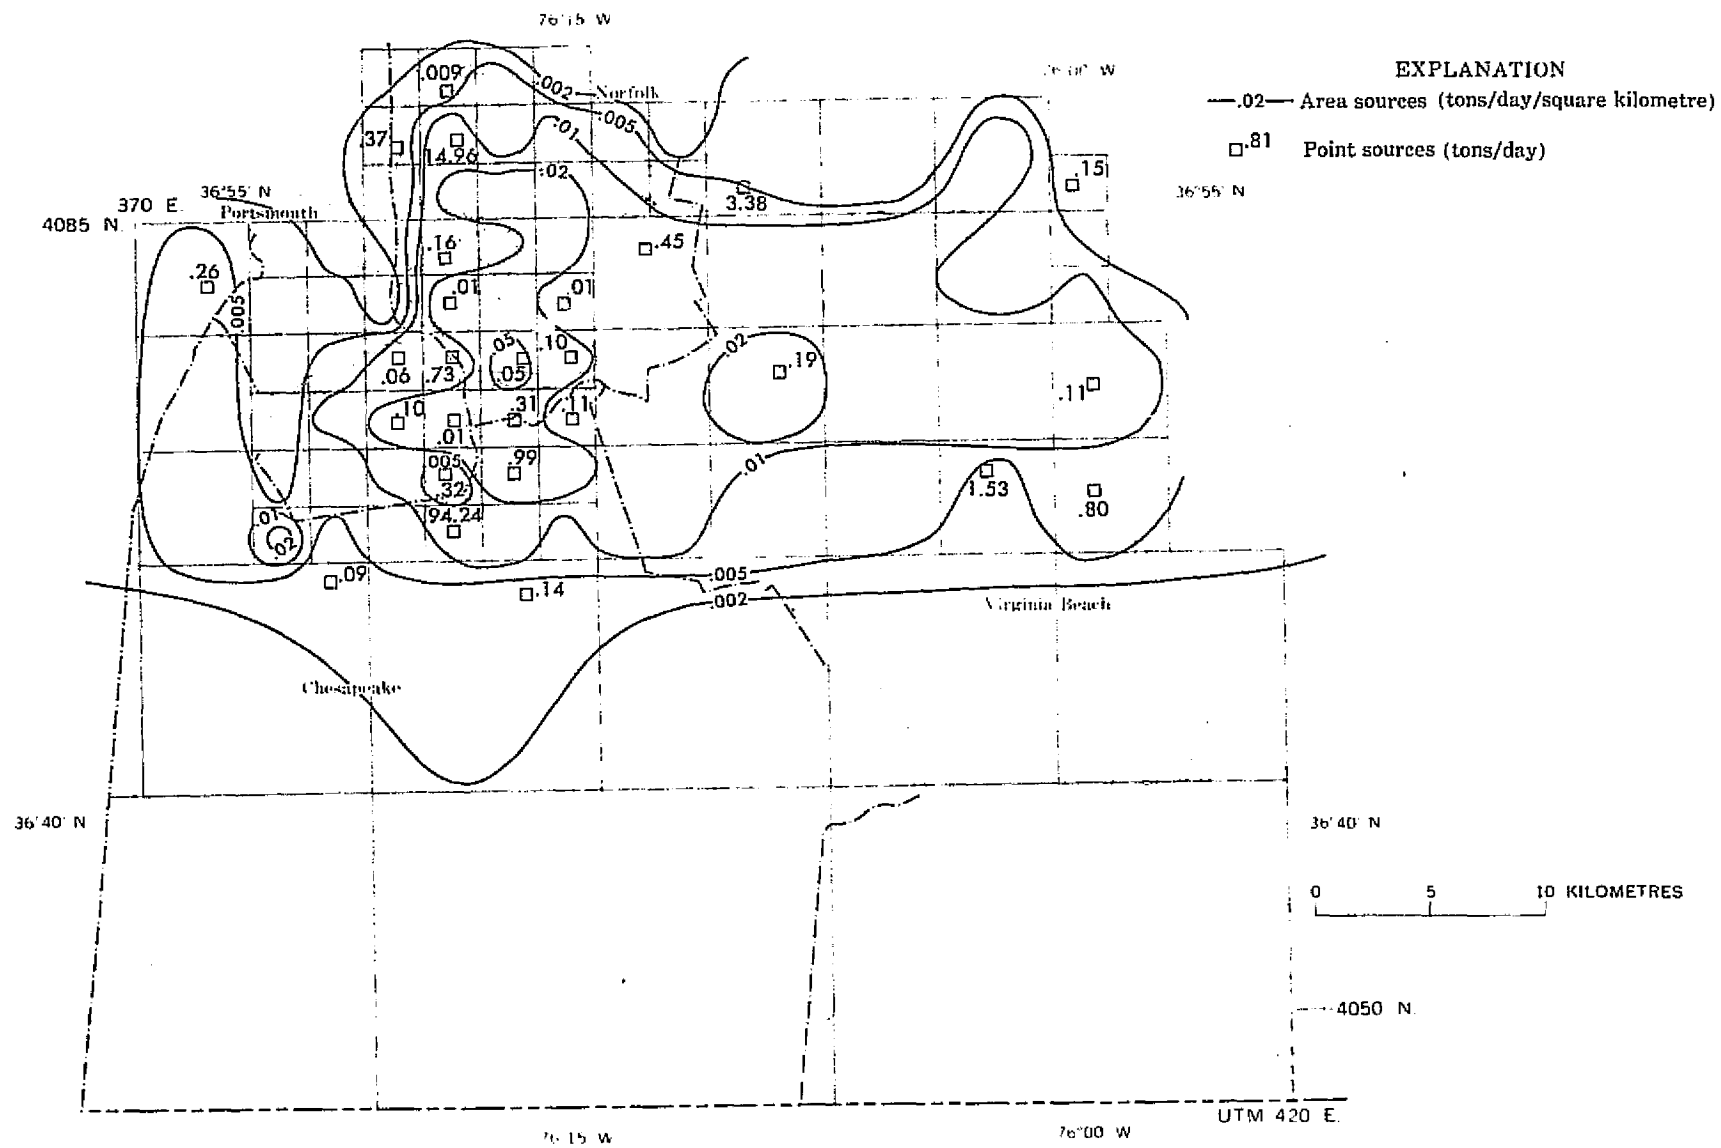 76°15' W
EXPLANATION
—.02— Area sources (tons/day/square kilometre)
□.81 Point sources (tons/day)
76°00' W
.009
.002
Norfolk
.005
.01
.37
14.96
.02
.15
36°55' N
3.38
36°55' N
370 E.
Portsmouth
4085 N.
.16
.45
.26
.005
.01
.01
.05
.10
.02
.06
.73
.05
.19
.11
.10
.31
.11
.01
.005
.99
.01
.32
1.53
.80
.01
94.24
.02
.09
.14
.005
.002
Virginia Beach
Chesapeake
36°40' N
36°40' N
0 5 10 KILOMETRES
4050 N.
UTM 420 E.
76°15 W
76°00 W